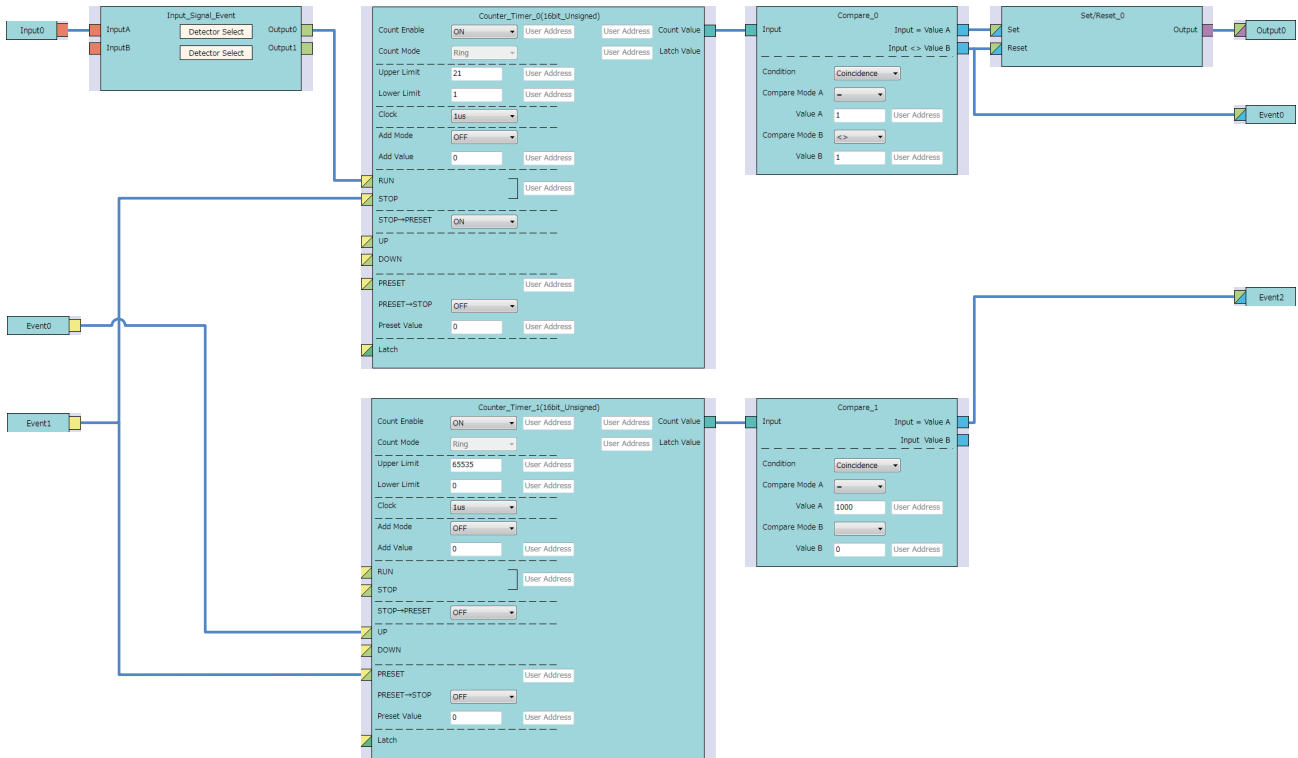 Input0
Input_Signal_Event
InputA Detector Select Output0
InputB Detector Select Output1
Counter_Timer_0(16bit_Unsigned)
Count Enable ON User Address User Address Count Value
Count Mode Ring User Address Latch Value
Upper Limit 21 User Address
Lower Limit 1 User Address
Clock 1us
Add Mode OFF
Add Value 0 User Address
RUN
User Address
STOP
STOP→PRESET ON
UP
DOWN
PRESET User Address
PRESET→STOP OFF
Preset Value 0 User Address
Latch
Compare_0
Input Input = Value A
Input <> Value B
Condition Coincidence
Compare Mode A =
Value A 1 User Address
Compare Mode B <>
Value B 1 User Address
Set/Reset_0
Set Output
Reset
Output0
Event0
Event2
Event0
Event1
Counter_Timer_1(16bit_Unsigned)
Count Enable ON User Address User Address Count Value
Count Mode Ring User Address Latch Value
Upper Limit 65535 User Address
Lower Limit 0 User Address
Clock 1us
Add Mode OFF
Add Value 0 User Address
RUN
User Address
STOP
STOP→PRESET OFF
UP
DOWN
PRESET User Address
PRESET→STOP OFF
Preset Value 0 User Address
Latch
Compare_1
Input Input = Value A
Input Value B
Condition Coincidence
Compare Mode A =
Value A 1000 User Address
Compare Mode B
Value B 0 User Address